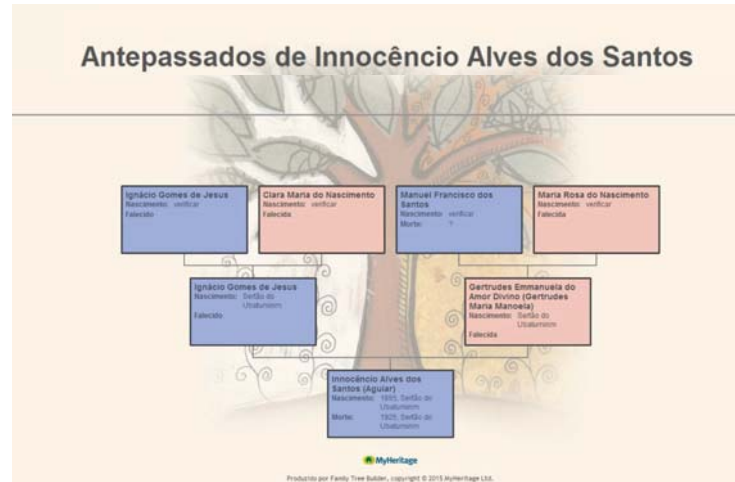 Antepassados de Innocêncio Alves dos Santos
Ignácio Gomes de Jesus
Nascimento: verificar
Falecido
Clara Maria do Nascimento
Nascimento: verificar
Falecida
Manuel Francisco dos
Santos
Nascimento: verificar
Morte: ?
Maria Rosa do Nascimento
Nascimento: verificar
Falecida
Ignácio Gomes de Jesus
Nascimento: Sertão do
Ubatumirim
Falecido
Gertrudes Emmanuela do
Amor Divino (Gertrudes
Maria Manoela)
Nascimento: Sertão do
Ubatumirim
Falecida
Innocêncio Alves dos
Santos (Aguiar)
Nascimento: Sertão do
Ubatumirim
Morte: 1925, Sertão do
Ubatumirim
MyHeritage
Produzido por Family Tree Builder, copyright © 2015 MyHeritage Ltd.